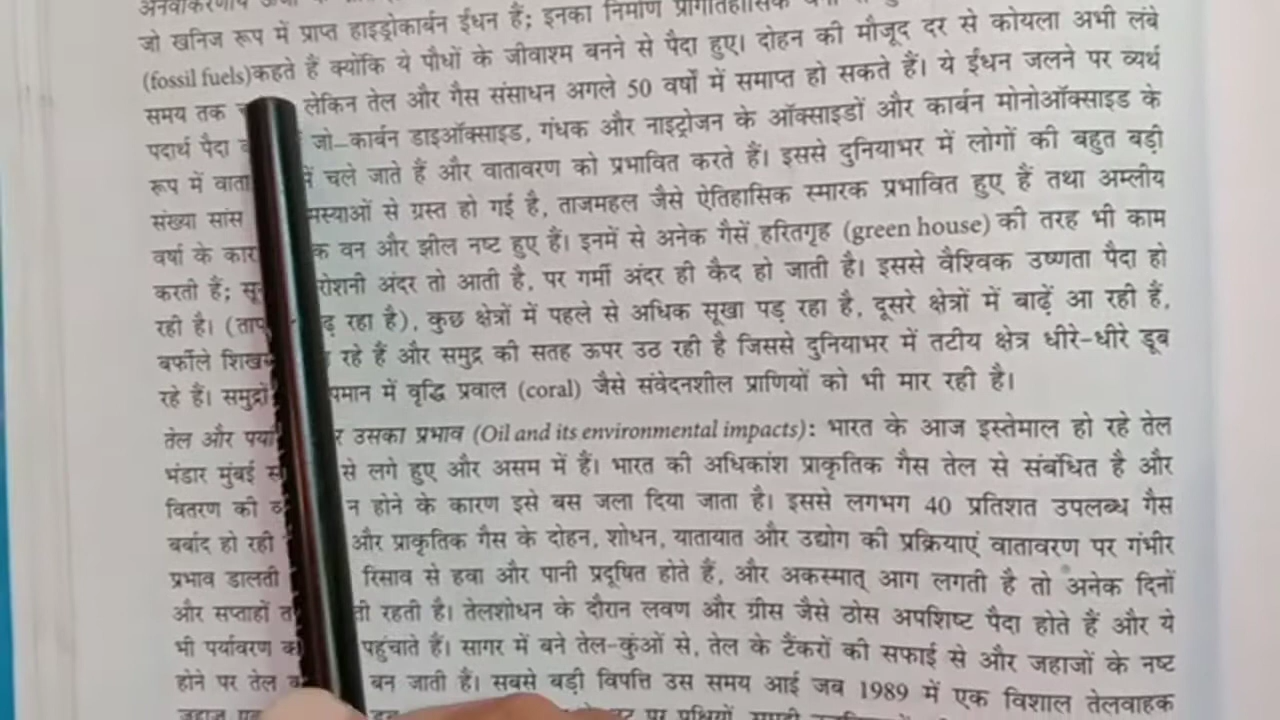 जो खनिज रूप में प्राप्त हाइड्रोकार्बन ईंधन हैं; इनका निर्माण प्रागैतिहासिक
(fossil fuels)कहते हैं क्योंकि ये पौधों के जीवाश्म बनने से पैदा हुए। दोहन की मौजूद दर से कोयला अभी लंबे
समय तक लेकिन तेल और गैस संसाधन अगले 50 वर्षों में समाप्त हो सकते हैं। ये ईंधन जलने पर व्यर्थ
पदार्थ पैदा जो–कार्बन डाइऑक्साइड, गंधक और नाइट्रोजन के ऑक्साइडों और कार्बन मोनोऑक्साइड के
रूप में चले जाते हैं और वातावरण को प्रभावित करते हैं। इससे दुनियाभर में लोगों की बहुत बड़ी
संख्या सांस से ग्रस्त हो गई है, ताजमहल जैसे ऐतिहासिक स्मारक प्रभावित हुए हैं तथा अम्लीय
वर्षा के वन और झील नष्ट हुए हैं। इनमें से अनेक गैसें हरितगृह (green house) की तरह भी काम
करती हैं; अंदर तो आती है, पर गर्मी अंदर ही कैद हो जाती है। इससे वैश्विक उष्णता पैदा हो
रही है। रहा है), कुछ क्षेत्रों में पहले से अधिक सूखा पड़ रहा है, दूसरे क्षेत्रों में बाढ़ें आ रही हैं,
बर्फीले रहे हैं और समुद्र की सतह ऊपर उठ रही है जिससे दुनियाभर में तटीय क्षेत्र धीरे-धीरे डूब
रहे हैं। में वृद्धि प्रवाल (coral) जैसे संवेदनशील प्राणियों को भी मार रही है।
तेल और उसका प्रभाव (Oil and its environmental impacts): भारत के आज इस्तेमाल हो रहे तेल
भंडार मुंबई से लगे हुए और असम में हैं। भारत की अधिकांश प्राकृतिक गैस तेल से संबंधित है और
वितरण की होने के कारण इसे बस जला दिया जाता है। इससे लगभग 40 प्रतिशत उपलब्ध गैस
बर्बाद हो रही और प्राकृतिक गैस के दोहन, शोधन, यातायात और उद्योग की प्रक्रियाएं वातावरण पर गंभीर
प्रभाव डालती रिसाव से हवा और पानी प्रदूषित होते हैं, और अकस्मात् आग लगती है तो अनेक दिनों
और सप्ताहों रहती है। तेलशोधन के दौरान लवण और ग्रीस जैसे ठोस अपशिष्ट पैदा होते हैं और ये
भी पर्यावरण पहुंचाते हैं। सागर में बने तेल-कुंओं से, तेल के टैंकरों की सफाई से और जहाजों के नष्ट
होने पर तेल बन जाती हैं। सबसे बड़ी विपत्ति उस समय आई जब 1989 में एक विशाल तेलवाहक